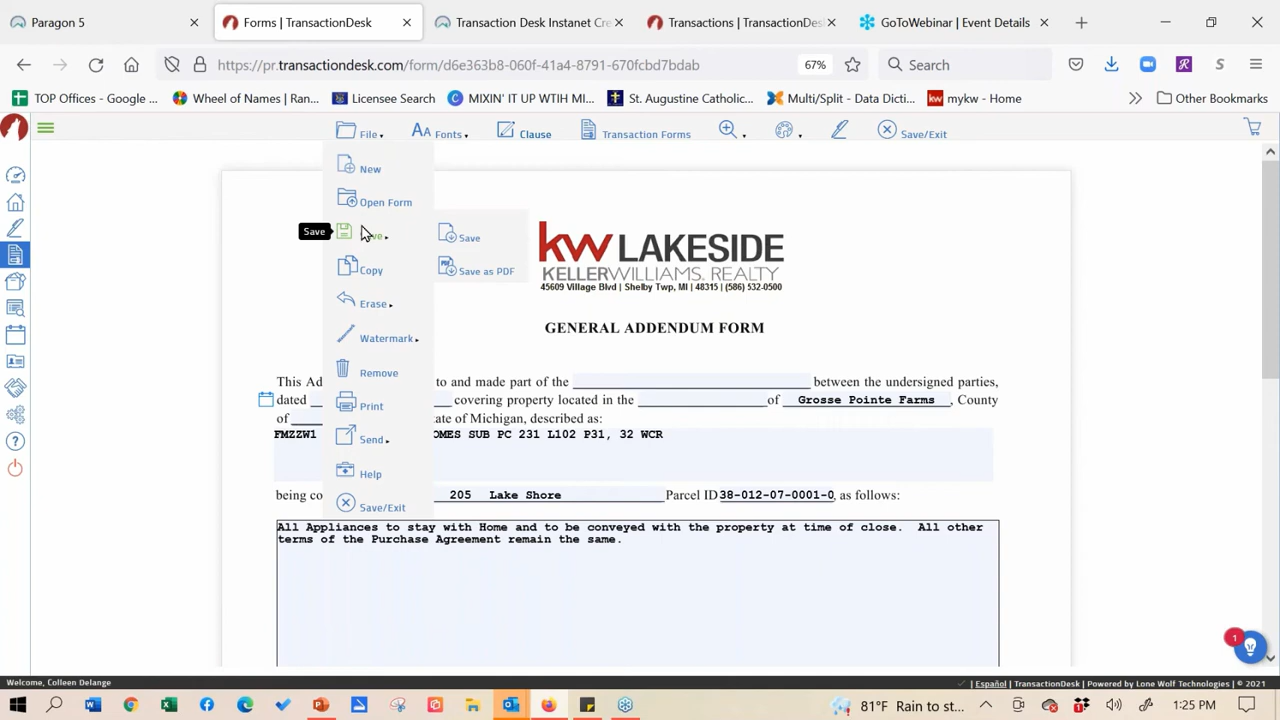 Paragon 5
Forms | TransactionDesk
Transaction Desk Instanet Cre
Transactions | TransactionDes
GoToWebinar | Event Details
https://pr.transactiondesk.com/form/d6e363b8-060f-41a4-8791-670fcbd7bdab
67%
Search
TOP Offices - Google ...
Wheel of Names | Ran...
Licensee Search
MIXIN' IT UP WTIH MI...
St. Augustine Catholic...
Multi/Split - Data Dicti...
mykw - Home
Other Bookmarks
File
Fonts
Clause
Transaction Forms
Save/Exit
New
Open Form
Save
Save
Save as PDF
Copy
Erase
Watermark
Remove
Print
Send
Help
Save/Exit
kw LAKESIDE
KELLERWILLIAMS. REALTY
45609 Village Blvd | Shelby Twp, MI | 48315 | (586) 532-0500
GENERAL ADDENDUM FORM
This Ad to and made part of the between the undersigned parties,
dated covering property located in the of Grosse Pointe Farms , County
of tate of Michigan, described as:
FMZZW1 OMES SUB PC 231 L102 P31, 32 WCR
being co 205 Lake Shore Parcel ID 38-012-07-0001-0, as follows:
All Appliances to stay with Home and to be conveyed with the property at time of close. All other
terms of the Purchase Agreement remain the same.
1
Welcome, Colleen Delange
Español | TransactionDesk | Powered by Lone Wolf Technologies | © 2021
81°F Rain to st...
1:25 PM